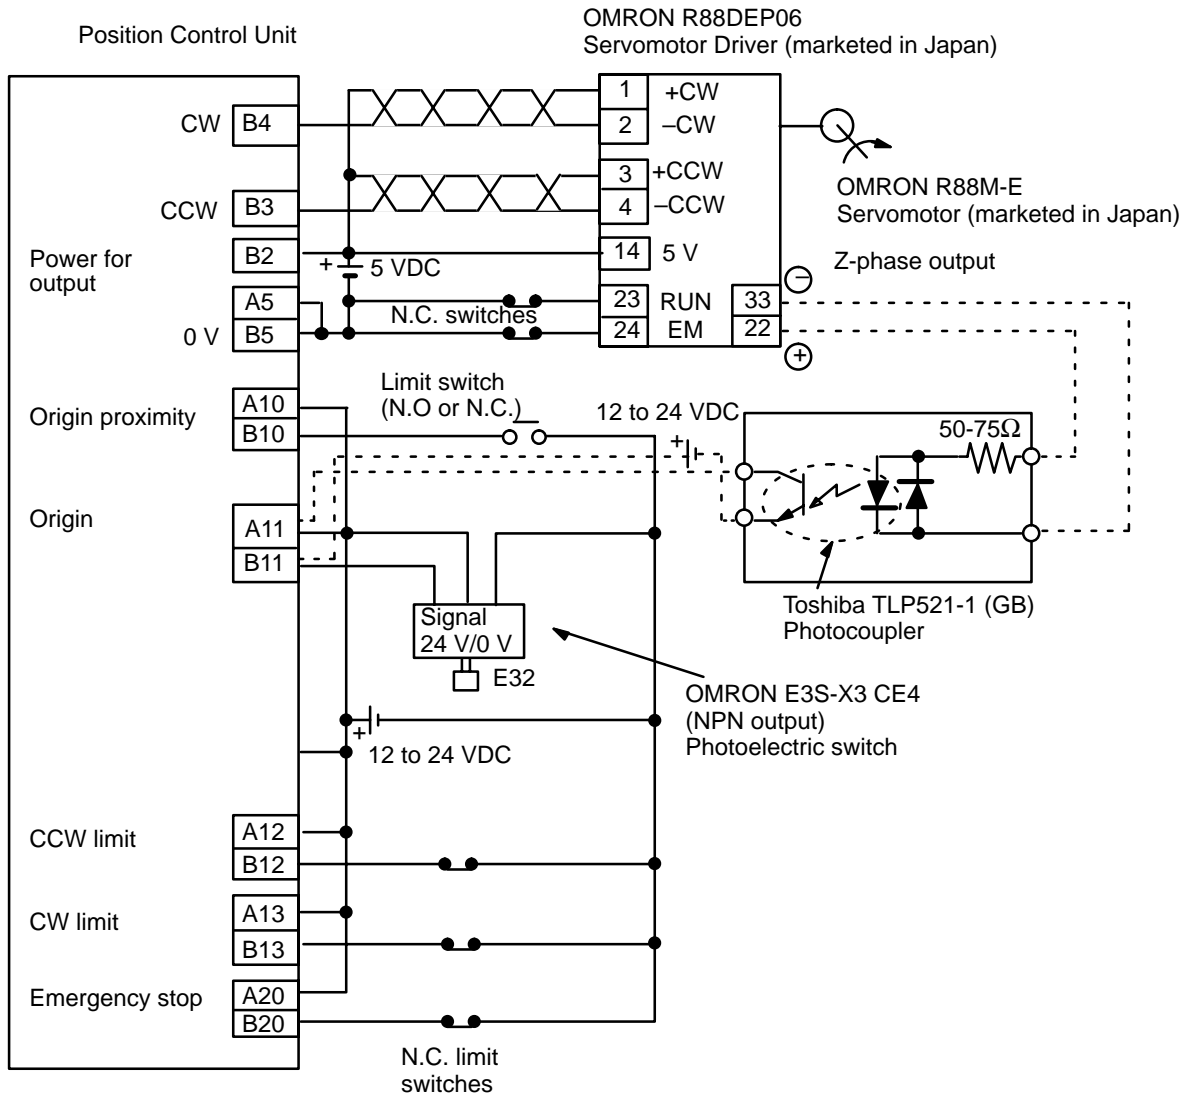 OMRON R88DEP06
Position Control Unit
Servomotor Driver (marketed in Japan)
1 +CW
CW B4
2 –CW
3 +CCW
OMRON R88M-E
CCW B3
4 –CCW
Servomotor (marketed in Japan)
Power for
output
B2
14 5 V
Z-phase output
+ 5 VDC
–
A5
N.C. switches
23 RUN 33
0 V B5
24 EM 22
+
Limit switch
(N.O or N.C.)
12 to 24 VDC
+
Origin proximity
A10
B10
50-75Ω
Origin
A11
B11
Signal
24 V/0 V
E32
Toshiba TLP521-1 (GB)
Photocoupler
OMRON E3S-X3 CE4
(NPN output)
Photoelectric switch
+
12 to 24 VDC
CCW limit
A12
B12
CW limit
A13
B13
Emergency stop
A20
B20
N.C. limit
switches